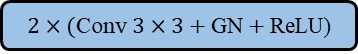 2 × (Conv 3 × 3 + GN + ReLU)